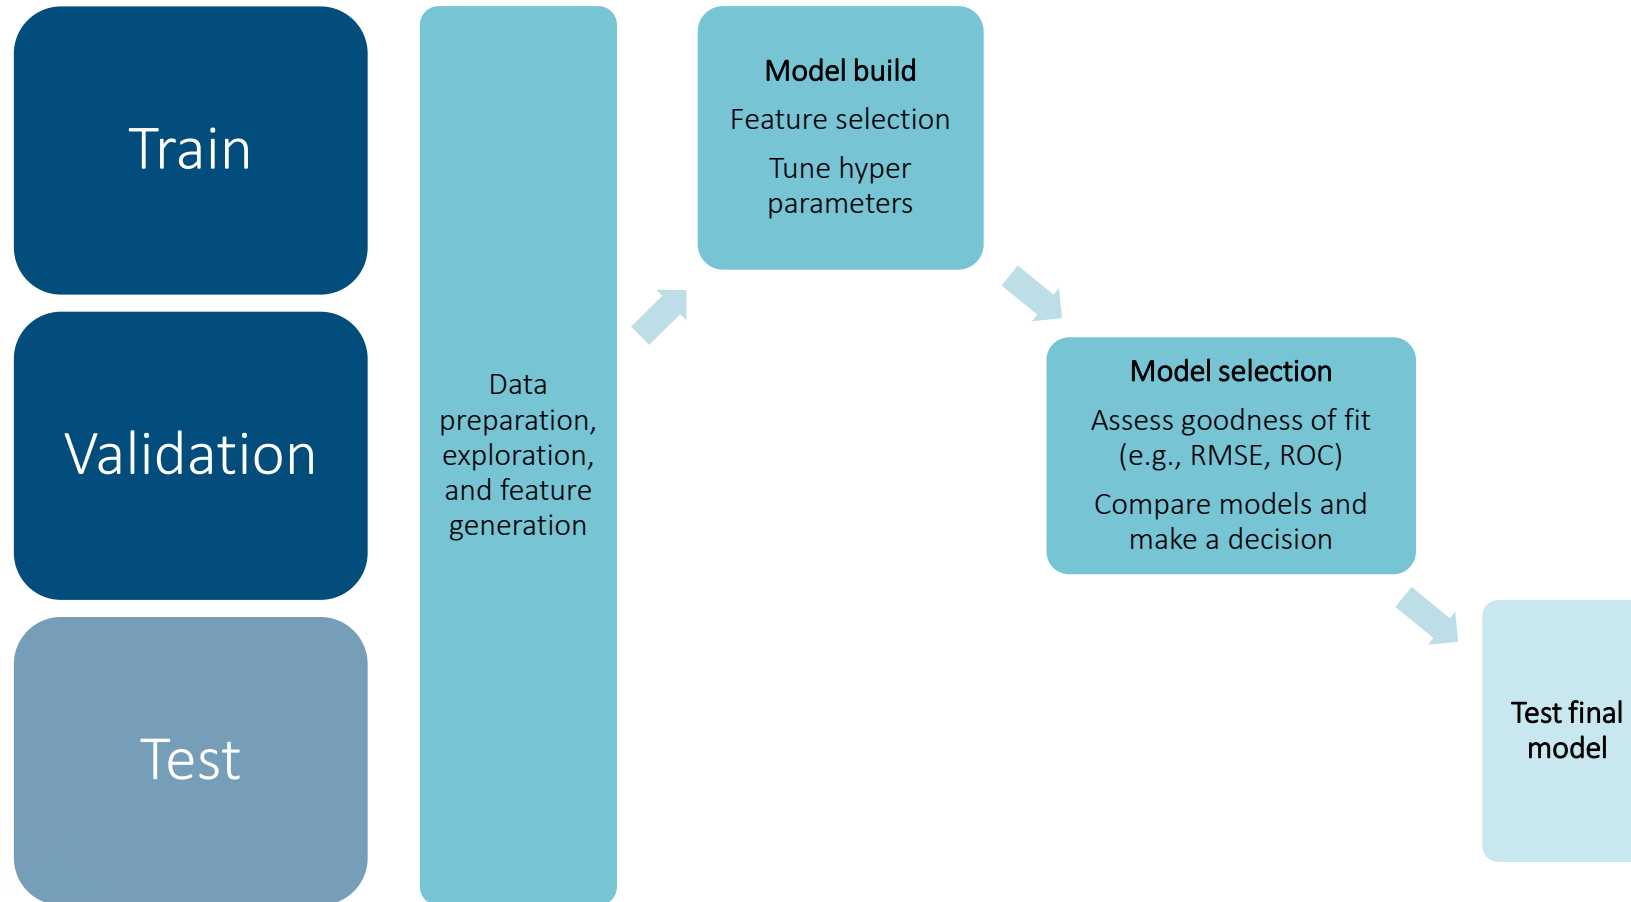 Train
Validation
Test
Data
preparation,
exploration,
and feature
generation
Model build
Feature selection
Tune hyper
parameters
Model selection
Assess goodness of fit
(e.g., RMSE, ROC)
Compare models and
make a decision
Test final
model